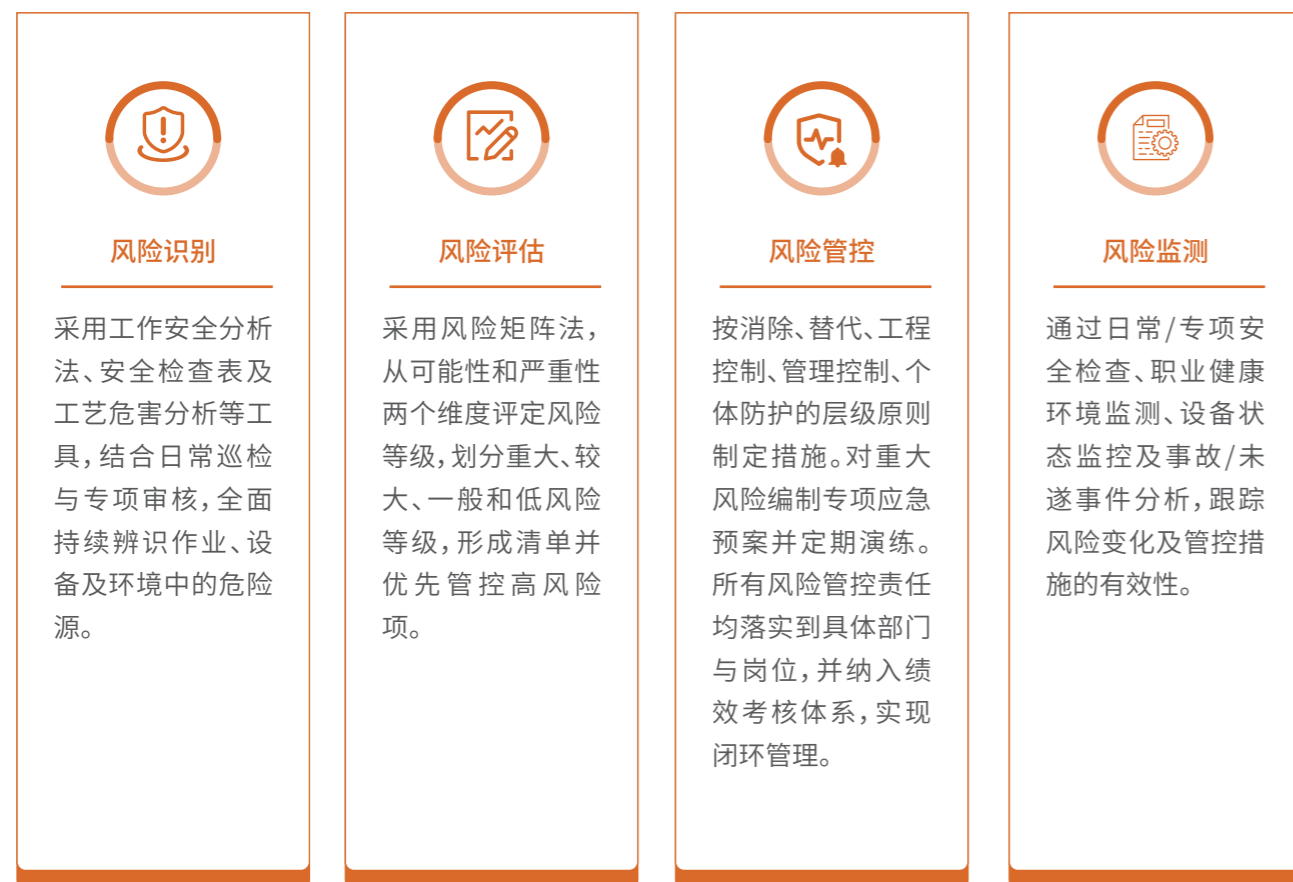 风险识别
采用工作安全分析
法、安全检查表及
工艺危害分析等工
具，结合日常巡检
与专项审核，全面
持续辨识作业、设
备及环境中的危险
源。
风险评估
采用风险矩阵法，
从可能性和严重性
两个维度评定风险
等级，划分重大、较
大、一般和低风险
等级，形成清单并
优先管控高风险
项。
风险管控
按消除、替代、工程
控制、管理控制、个
体防护的层级原则
制定措施。对重大
风险编制专项应急
预案并定期演练。
所有风险管控责任
均落实到具体部门
与岗位，并纳入绩
效考核体系，实现
闭环管理。
风险监测
通过日常/专项安
全检查、职业健康
环境监测、设备状
态监控及事故/未
遂事件分析，跟踪
风险变化及管控措
施的有效性。